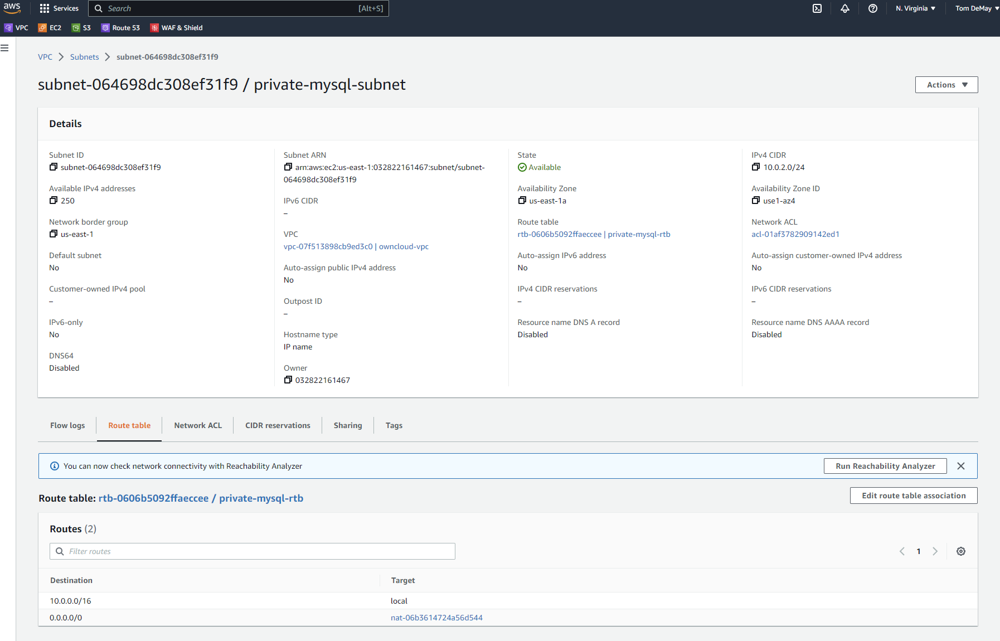 aws
Services
Search
[Alt+S]
N. Virginia
Tom DeMay
VPC
EC2
S3
Route 53
WAF & Shield
VPC
Subnets
subnet-064698dc308ef31f9
subnet-064698dc308ef31f9 / private-mysql-subnet
Actions
Details
Subnet ID
subnet-064698dc308ef31f9
Available IPv4 addresses
250
Network border group
us-east-1
Default subnet
No
Customer-owned IPv4 pool
–
IPv6-only
No
DNS64
Disabled
Subnet ARN
arn:aws:ec2:us-east-1:032822161467:subnet/subnet-
064698dc308ef31f9
IPv6 CIDR
–
VPC
vpc-07f513898cb9ed3c0 | owncloud-vpc
Auto-assign public IPv4 address
No
Outpost ID
–
Hostname type
IP name
Owner
032822161467
State
Available
Availability Zone
us-east-1a
Route table
rtb-0606b5092ffaeccee | private-mysql-rtb
Auto-assign IPv6 address
No
IPv4 CIDR reservations
–
Resource name DNS A record
Disabled
IPv4 CIDR
10.0.2.0/24
Availability Zone ID
use1-az4
Network ACL
acl-01af3782909142ed1
Auto-assign customer-owned IPv4 address
No
IPv6 CIDR reservations
–
Resource name DNS AAAA record
Disabled
Flow logs
Route table
Network ACL
CIDR reservations
Sharing
Tags
You can now check network connectivity with Reachability Analyzer
Run Reachability Analyzer
Route table: rtb-0606b5092ffaeccee / private-mysql-rtb
Edit route table association
Routes (2)
Filter routes
1
Destination
Target
10.0.0.0/16
local
0.0.0.0/0
nat-06b3614724a56d544